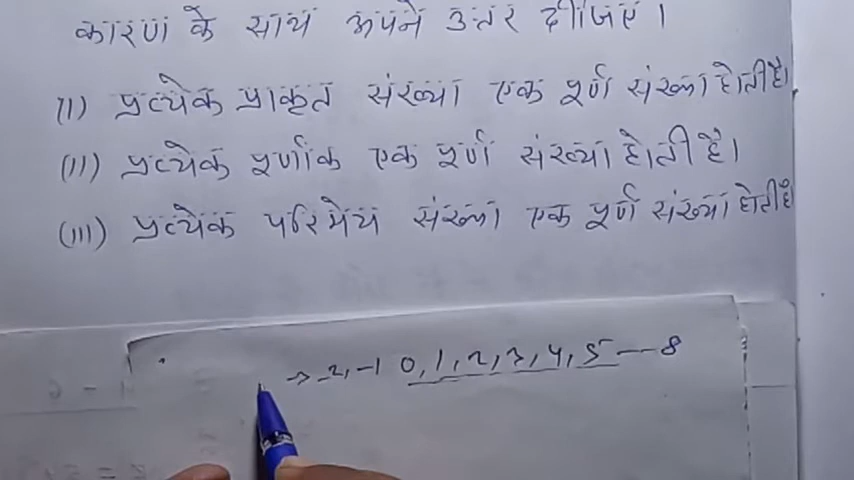 कारण के साथ अपने उत्तर दीजिए।
(I) प्रत्येक प्राकृत संख्या एक पूर्ण संख्या होती है।
(II) प्रत्येक पूर्णांक एक पूर्ण संख्या होती है।
(III) प्रत्येक परिमेय संख्या एक पूर्ण संख्या होती है
-3, -2, -1 0, 1, 2, 3, 4, 5 — 8